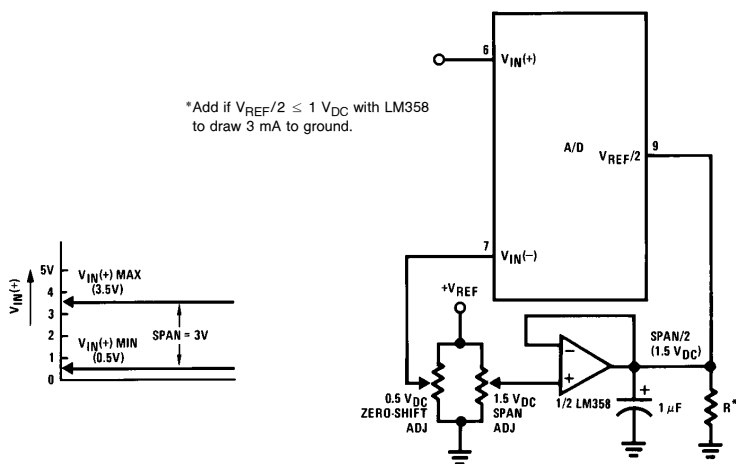 6
V_IN(+)
*Add if V_REF/2 ≤ 1 V_DC with LM358
to draw 3 mA to ground.
A/D
V_REF/2
9
7
V_IN(−)
V_IN(+)
5V
4
3
2
1
0
V_IN(+) MAX
(3.5V)
SPAN = 3V
V_IN(+) MIN
(0.5V)
+V_REF
0.5 V_DC
ZERO-SHIFT
ADJ
1.5 V_DC
SPAN
ADJ
−
+
1/2 LM358
SPAN/2
(1.5 V_DC)
+
1 μF
R*